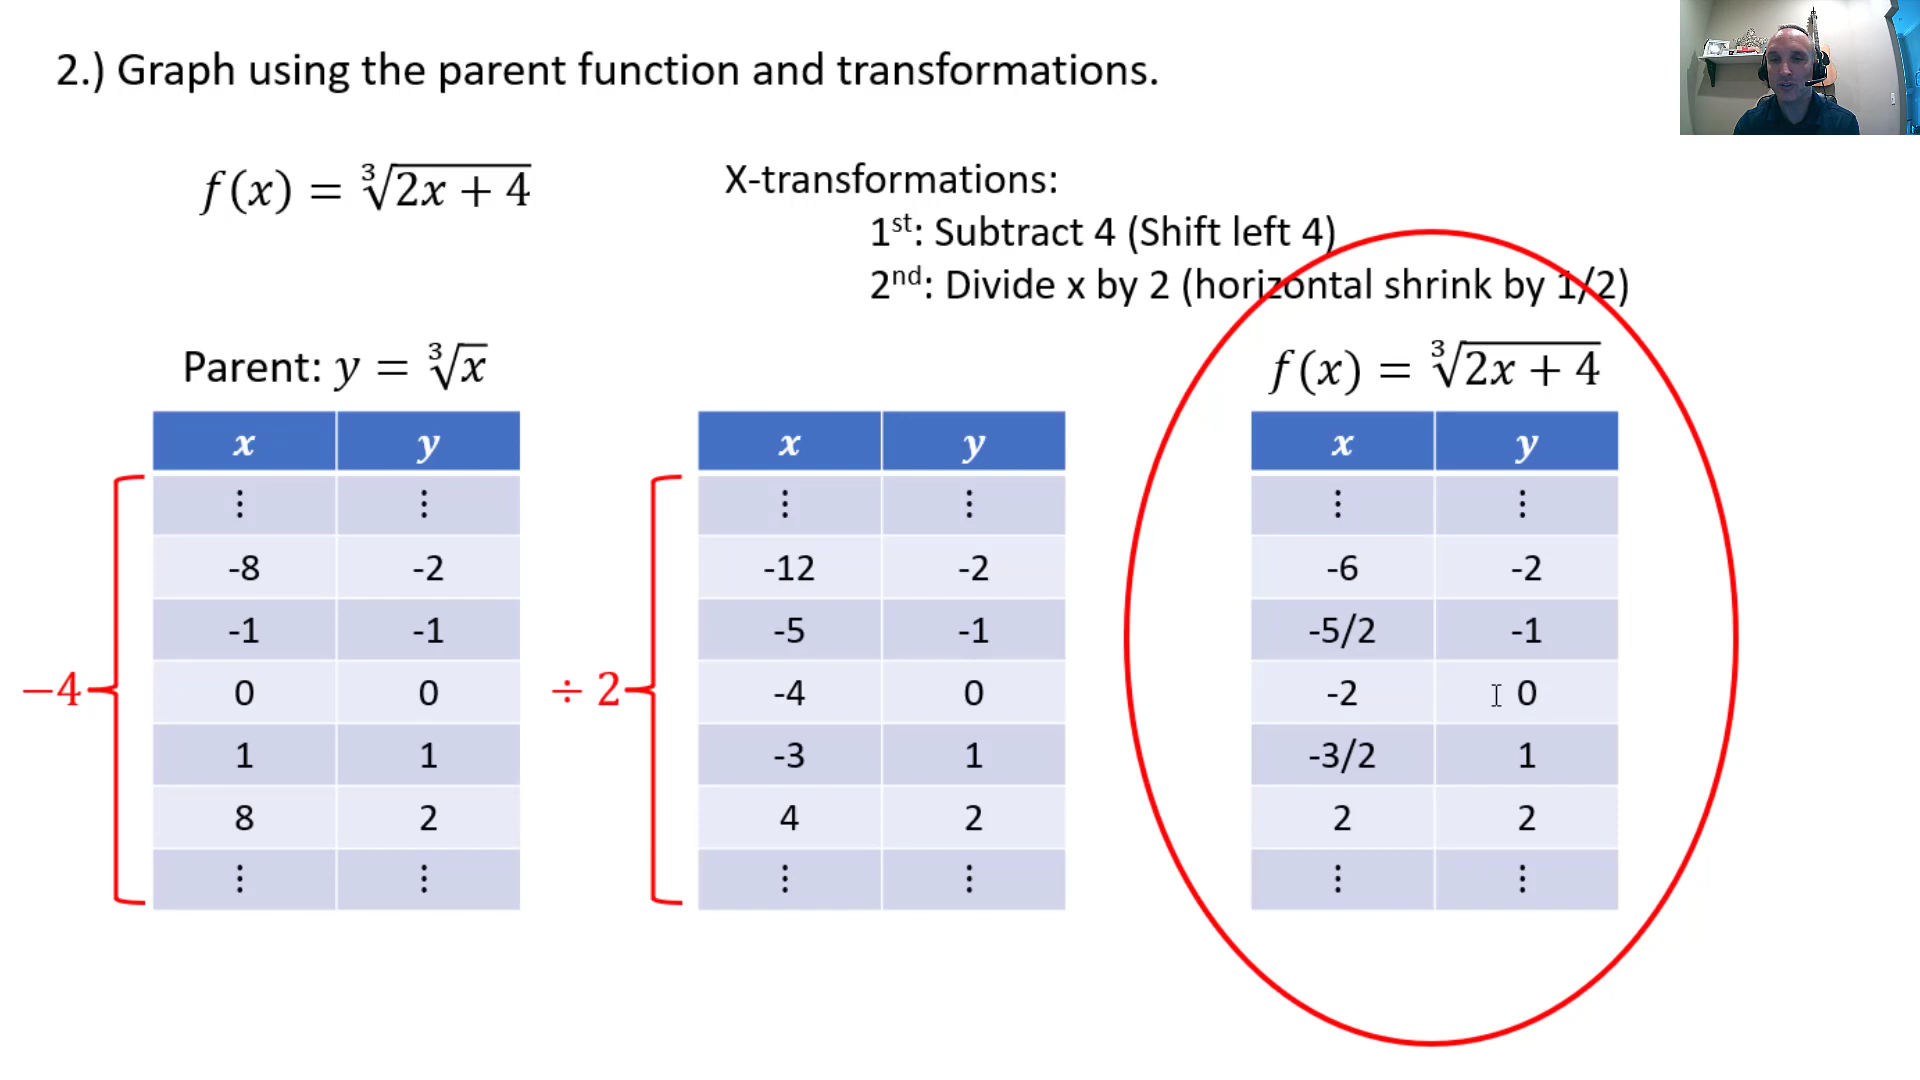 2.) Graph using the parent function and transformations.
f(x) = ∛(2x + 4)
X-transformations:
1st: Subtract 4 (Shift left 4)
2nd: Divide x by 2 (horizontal shrink by 1/2)
Parent: y = ∛x
x y
⋮ ⋮
-8 -2
-1 -1
0 0
1 1
8 2
⋮ ⋮
−4
x y
⋮ ⋮
-12 -2
-5 -1
-4 0
-3 1
4 2
⋮ ⋮
÷ 2
f(x) = ∛(2x + 4)
x y
⋮ ⋮
-6 -2
-5/2 -1
-2 0
-3/2 1
2 2
⋮ ⋮